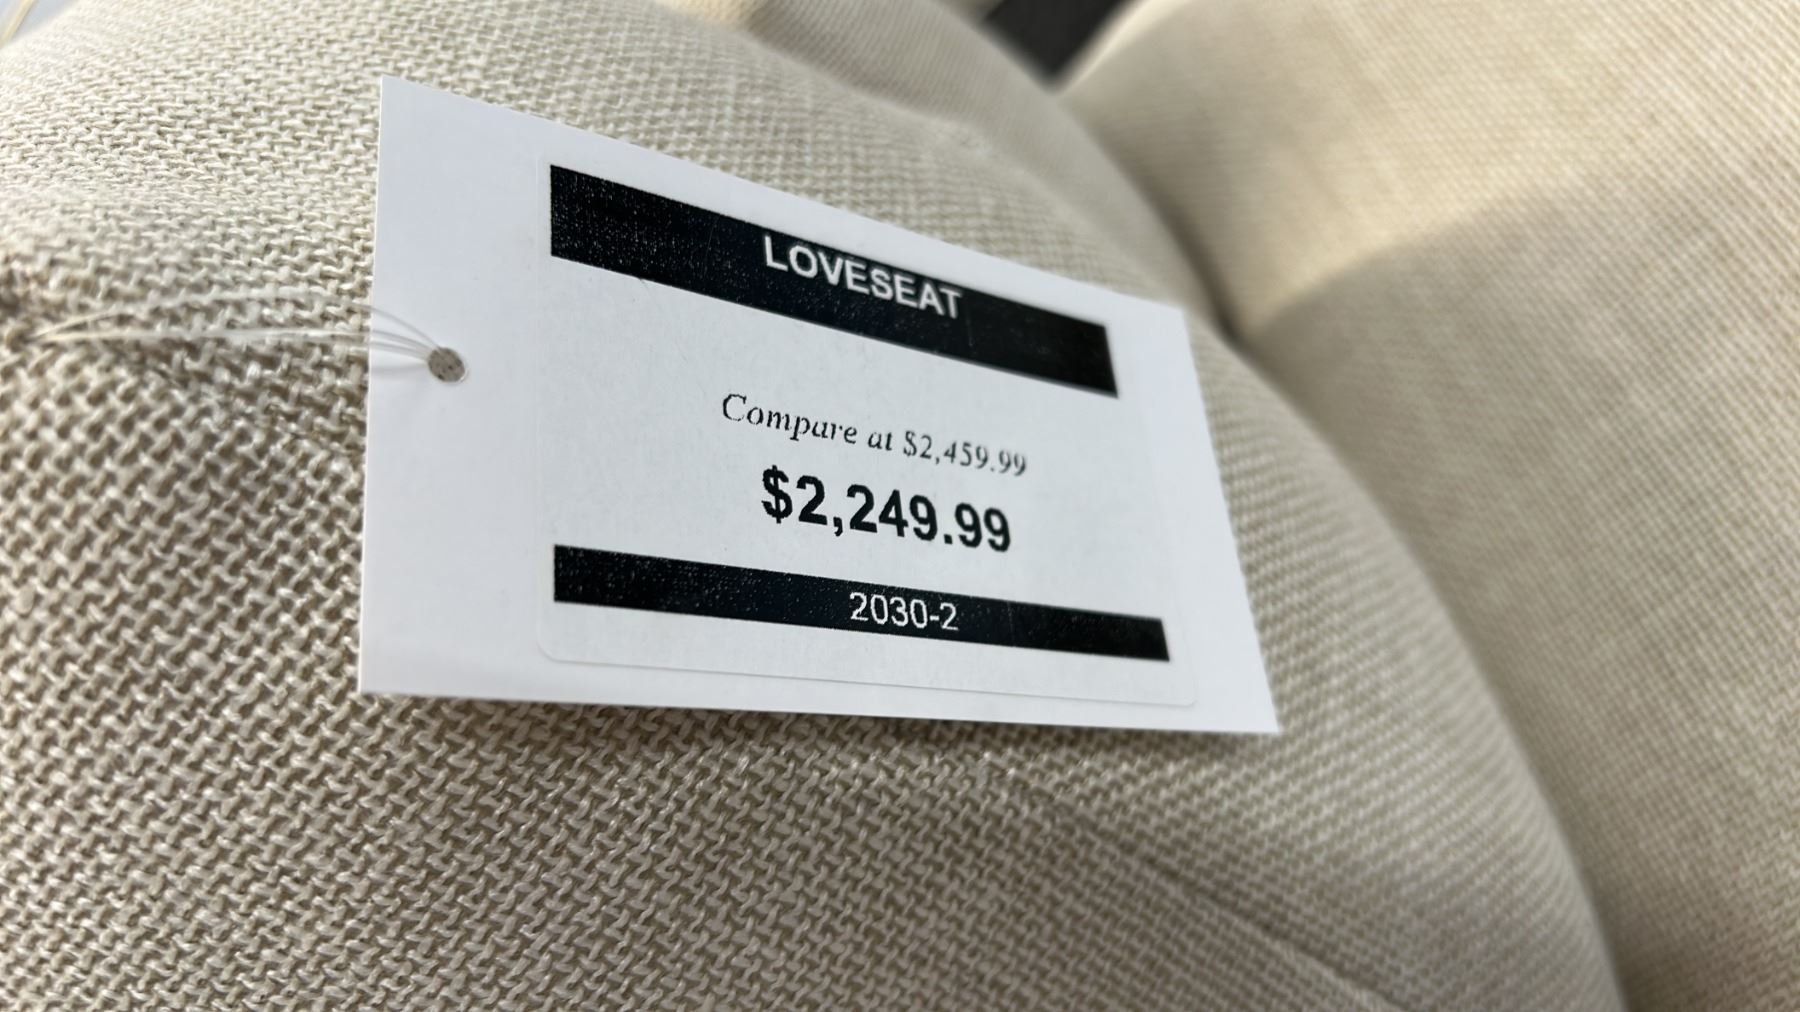 LOVESEAT
Compare at $2,459.99
$2,249.99
2030-2